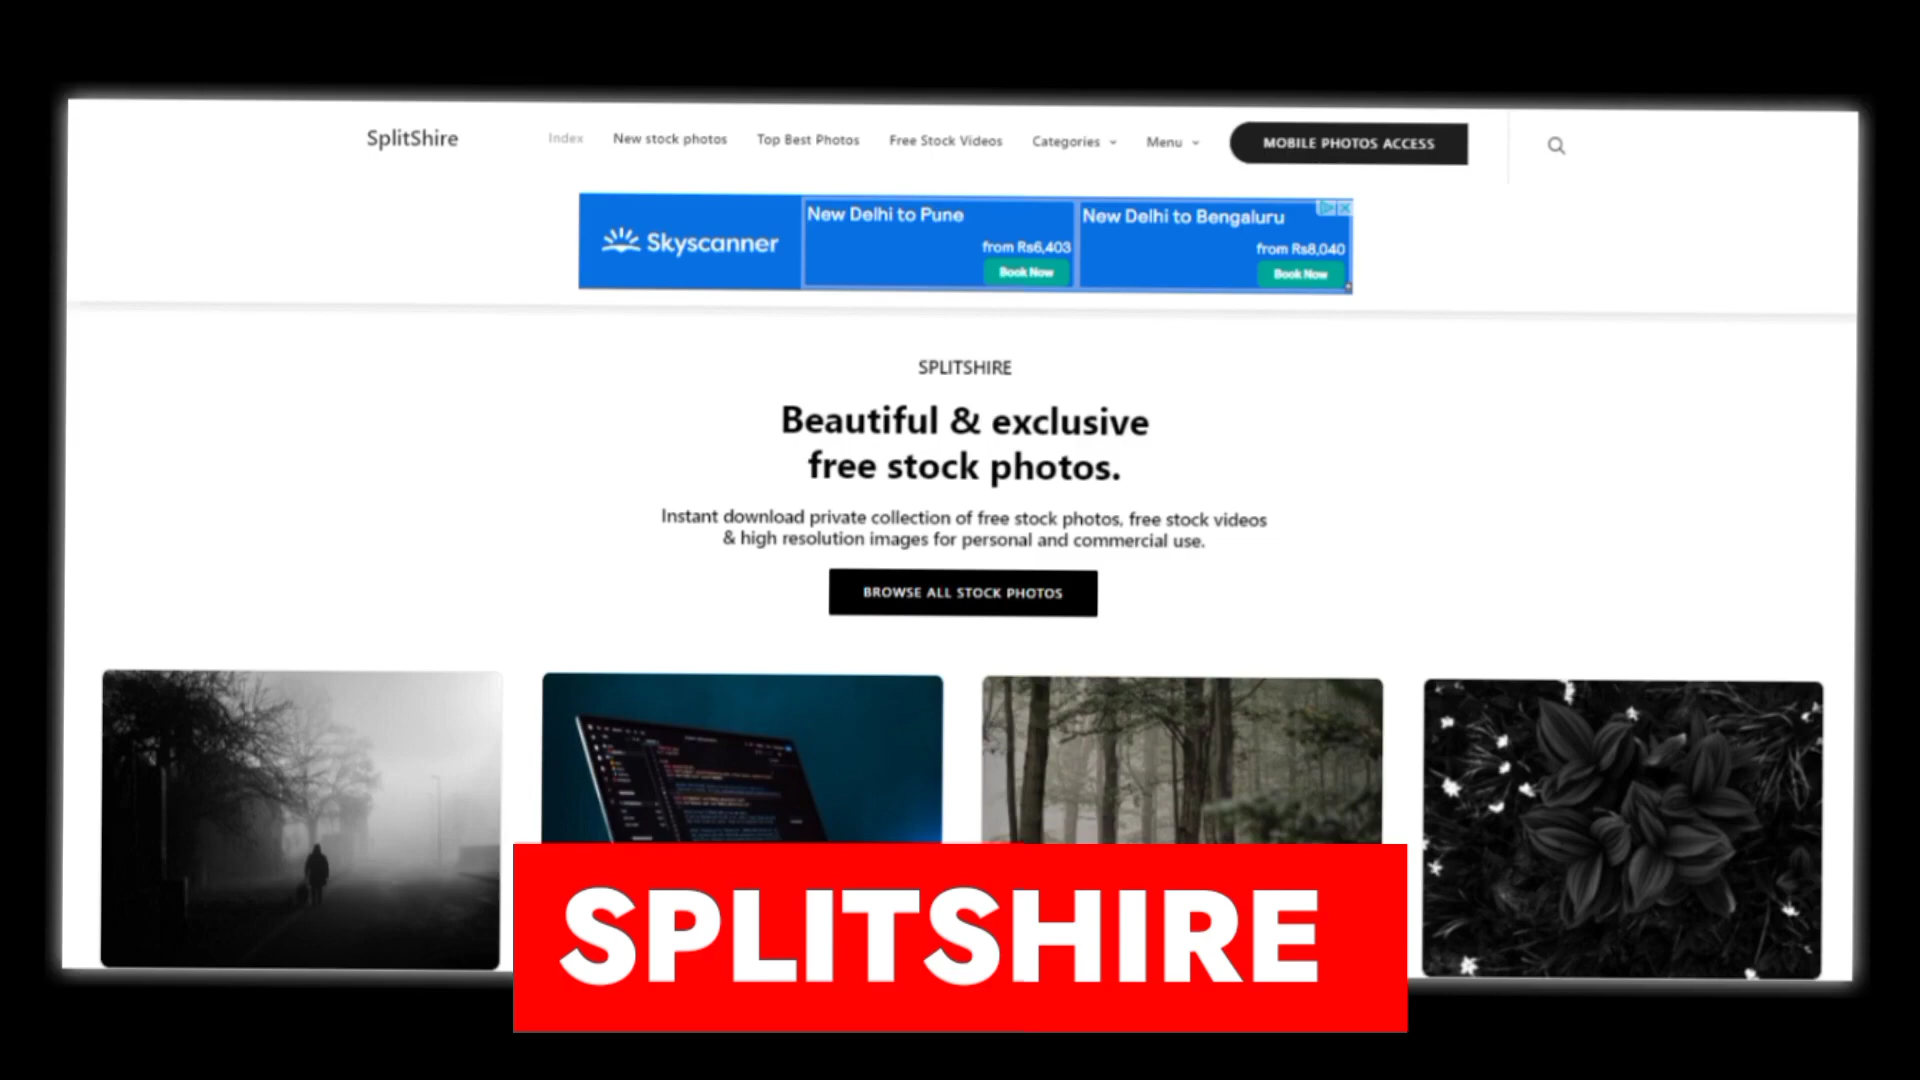 SplitShire
Index
New stock photos
Top Best Photos
Free Stock Videos
Categories
Menu
MOBILE PHOTOS ACCESS
Skyscanner
New Delhi to Pune
from Rs6,403
Book Now
New Delhi to Bengaluru
from Rs8,040
Book Now
SPLITSHIRE
Beautiful & exclusive
free stock photos.
Instant download private collection of free stock photos, free stock videos
& high resolution images for personal and commercial use.
BROWSE ALL STOCK PHOTOS
SPLITSHIRE